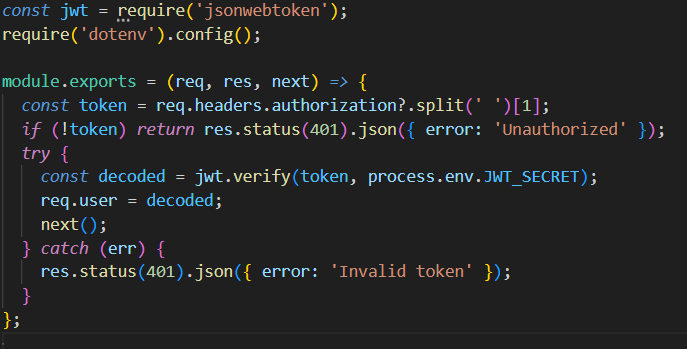 const jwt = require('jsonwebtoken');
require('dotenv').config();

module.exports = (req, res, next) => {
  const token = req.headers.authorization?.split(' ')[1];
  if (!token) return res.status(401).json({ error: 'Unauthorized' });
  try {
    const decoded = jwt.verify(token, process.env.JWT_SECRET);
    req.user = decoded;
    next();
  } catch (err) {
    res.status(401).json({ error: 'Invalid token' });
  }
};